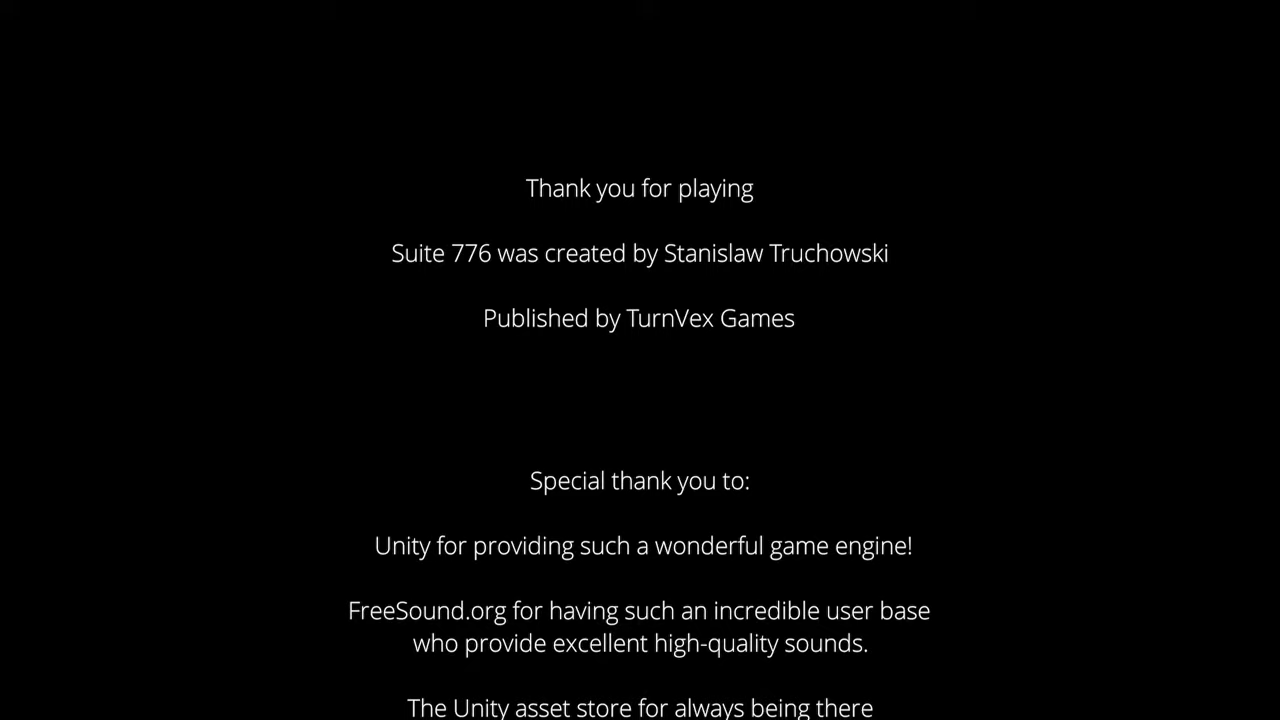 Thank you for playing
Suite 776 was created by Stanislaw Truchowski
Published by TurnVex Games
Special thank you to:
Unity for providing such a wonderful game engine!
FreeSound.org for having such an incredible user base
who provide excellent high-quality sounds.
The Unity asset store for always being there